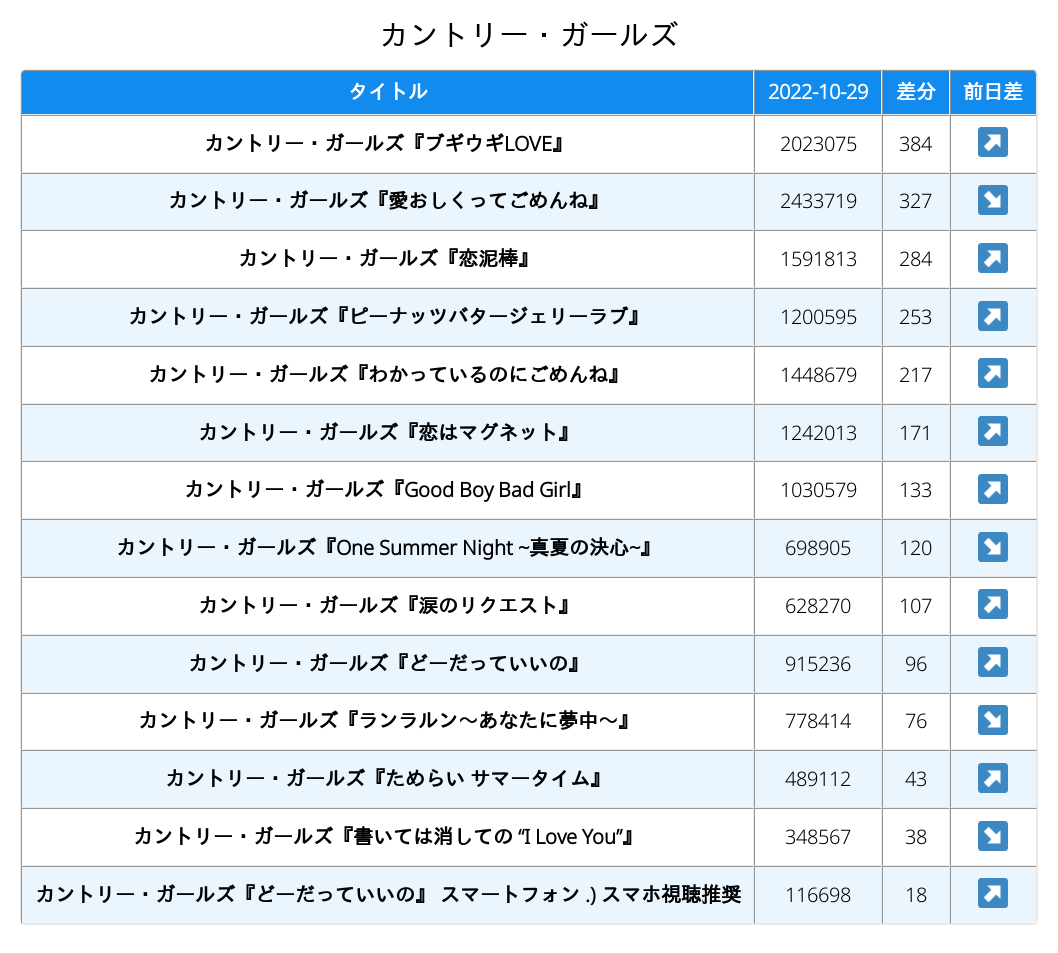 カントリー・ガールズ
タイトル 2022-10-29 差分 前日差
カントリー・ガールズ『ブギウギLOVE』 2023075 384 ↗
カントリー・ガールズ『愛おしくってごめんね』 2433719 327 ↘
カントリー・ガールズ『恋泥棒』 1591813 284 ↗
カントリー・ガールズ『ピーナッツバタージェリーラブ』 1200595 253 ↗
カントリー・ガールズ『わかっているのにごめんね』 1448679 217 ↗
カントリー・ガールズ『恋はマグネット』 1242013 171 ↗
カントリー・ガールズ『Good Boy Bad Girl』 1030579 133 ↗
カントリー・ガールズ『One Summer Night ~真夏の決心~』 698905 120 ↘
カントリー・ガールズ『涙のリクエスト』 628270 107 ↗
カントリー・ガールズ『どーだっていいの』 915236 96 ↗
カントリー・ガールズ『ランラルン～あなたに夢中～』 778414 76 ↘
カントリー・ガールズ『ためらい サマータイム』 489112 43 ↗
カントリー・ガールズ『書いては消しての “I Love You”』 348567 38 ↘
カントリー・ガールズ『どーだっていいの』 スマートフォン .) スマホ視聴推奨 116698 18 ↗